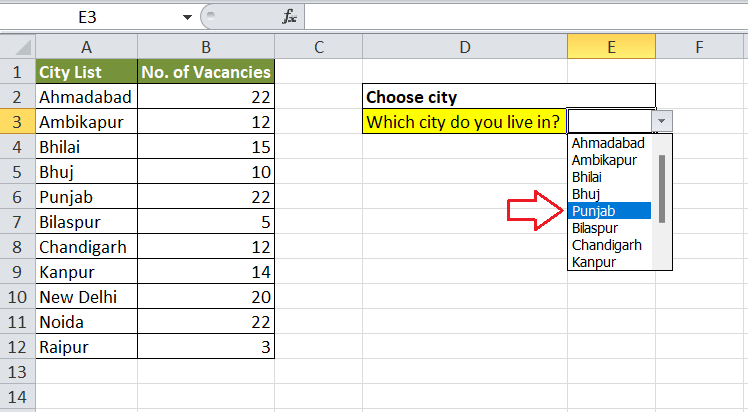 E3 fx
A B C D E F
1 City List No. of Vacancies
2 Ahmadabad 22 Choose city
3 Ambikapur 12 Which city do you live in?
4 Bhilai 15 Ahmadabad
Ambikapur
5 Bhuj 10 Bhilai
Bhuj
6 Punjab 22 Punjab
7 Bilaspur 5 Bilaspur
8 Chandigarh 12 Chandigarh
9 Kanpur 14 Kanpur
10 New Delhi 20
11 Noida 22
12 Raipur 3
13
14